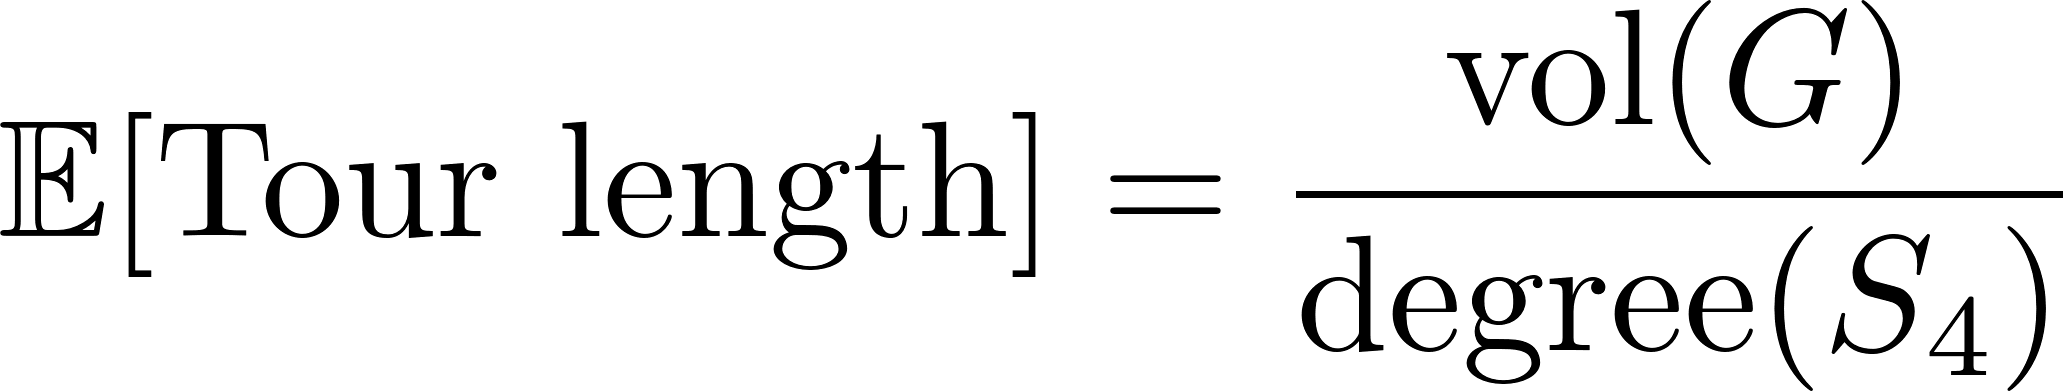 𝔼[Tour length] = vol(G) / degree(S₄)